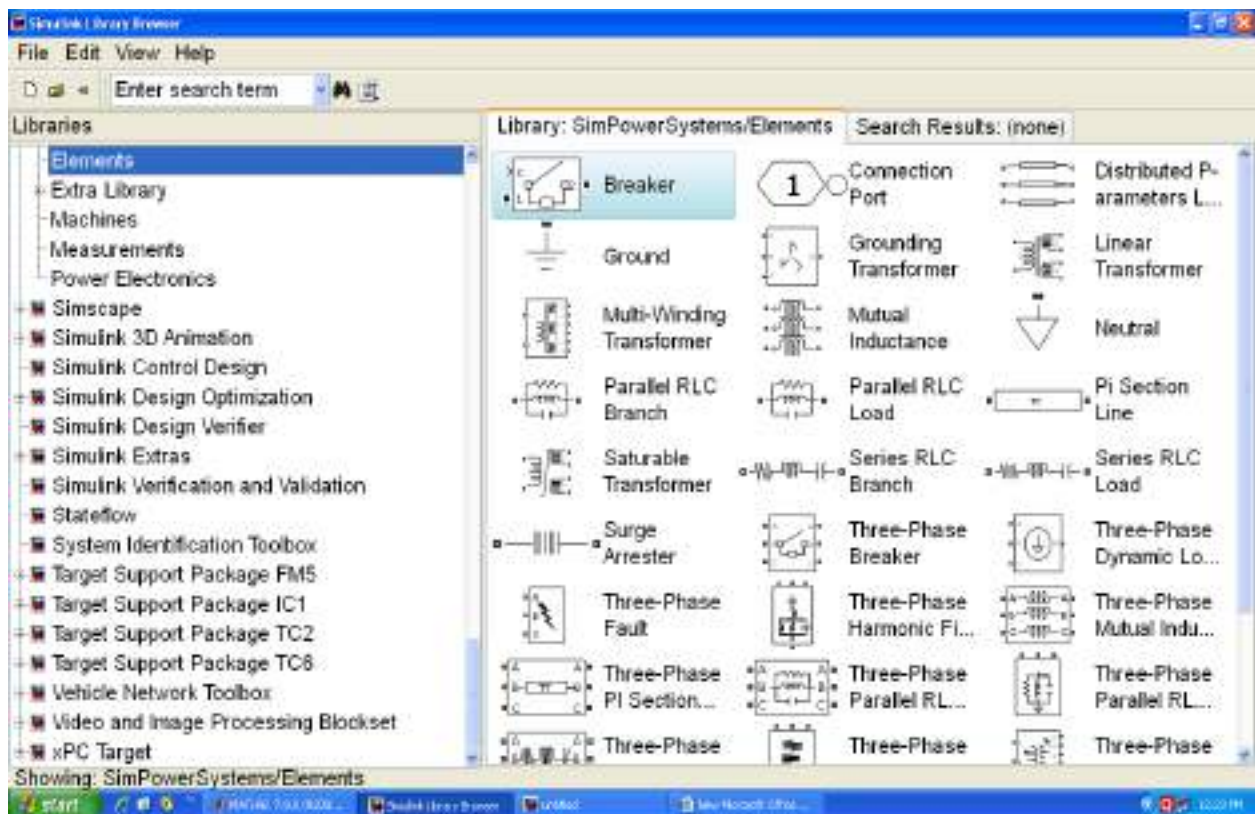 Simulink Library Browser
File Edit View Help
Enter search term
Libraries
Elements
Extra Library
Machines
Measurements
Power Electronics
Simscape
Simulink 3D Animation
Simulink Control Design
Simulink Design Optimization
Simulink Design Verifier
Simulink Extras
Simulink Verification and Validation
Stateflow
System Identification Toolbox
Target Support Package FM5
Target Support Package IC1
Target Support Package TC2
Target Support Package TC6
Vehicle Network Toolbox
Video and Image Processing Blockset
xPC Target
Library: SimPowerSystems/Elements
Search Results: (none)
Breaker
1
Connection
Port
Distributed P-
arameters L...
Ground
Grounding
Transformer
Linear
Transformer
Multi-Winding
Transformer
Mutual
Inductance
Neutral
Parallel RLC
Branch
Parallel RLC
Load
Pi Section
Line
Saturable
Transformer
Series RLC
Branch
Series RLC
Load
Surge
Arrester
Three-Phase
Breaker
Three-Phase
Dynamic Lo...
Three-Phase
Fault
Three-Phase
Harmonic Fi...
Three-Phase
Mutual Indu...
Three-Phase
PI Section...
Three-Phase
Parallel RL...
Three-Phase
Parallel RL...
Three-Phase
Three-Phase
Three-Phase
Showing: SimPowerSystems/Elements
start
Simulink Library Browser
untitled